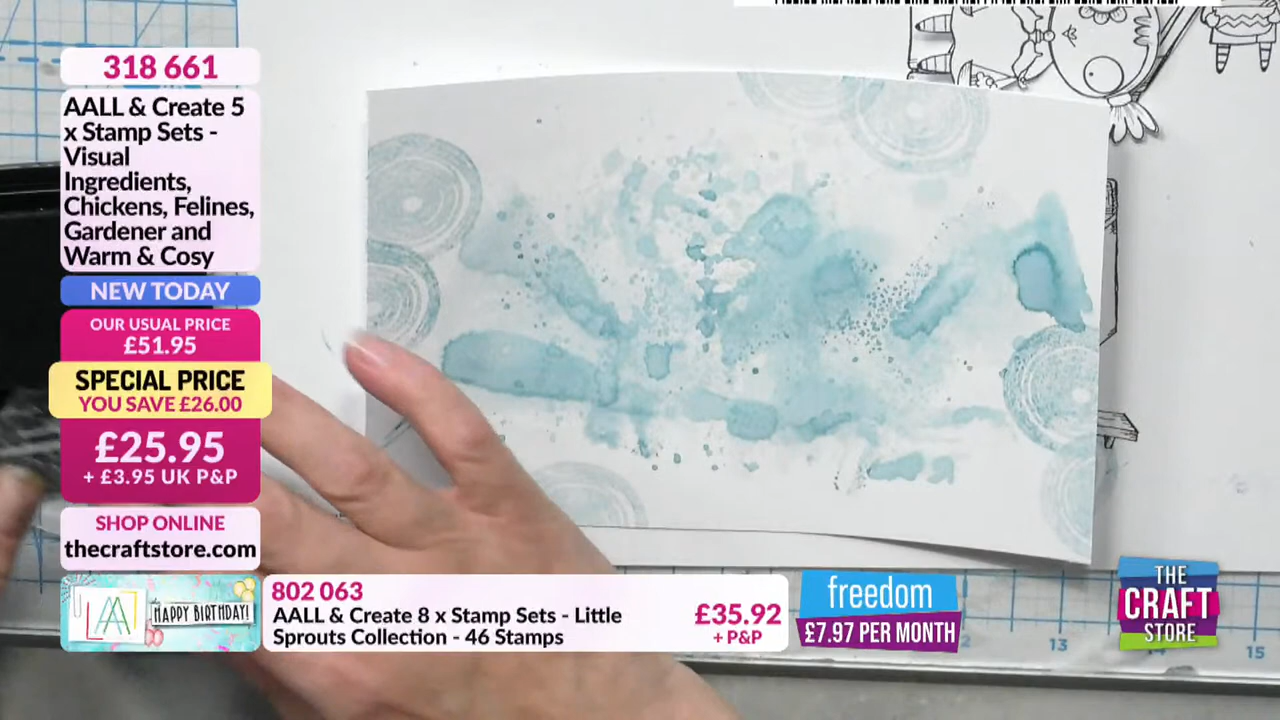 318 661
AALL & Create 5
x Stamp Sets -
Visual
Ingredients,
Chickens, Felines,
Gardener and
Warm & Cosy
NEW TODAY
OUR USUAL PRICE
£51.95
SPECIAL PRICE
YOU SAVE £26.00
£25.95
+ £3.95 UK P&P
SHOP ONLINE
thecraftstore.com
HAPPY BIRTHDAY!
802 063
AALL & Create 8 x Stamp Sets - Little
Sprouts Collection - 46 Stamps
£35.92
+ P&P
freedom
£7.97 PER MONTH
THE
CRAFT
STORE
13
15